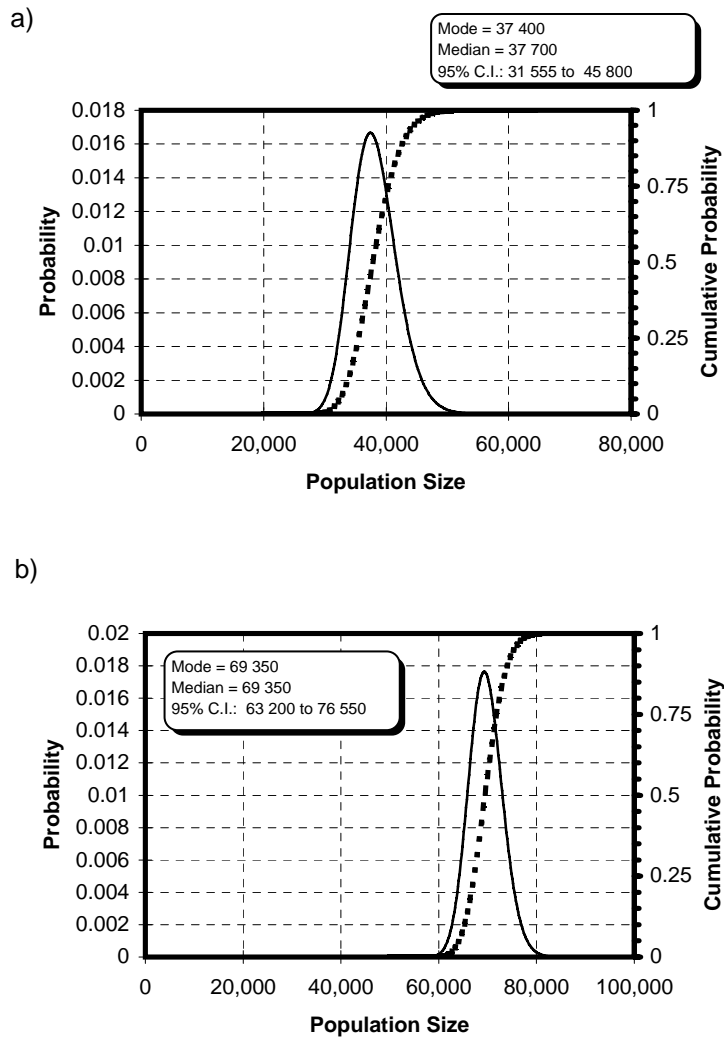 a)
Mode = 37 400
Median = 37 700
95% C.I.: 31 555 to 45 800
0.018
0.016
0.014
0.012
0.01
0.008
0.006
0.004
0.002
0
Probability
1
0.75
0.5
0.25
0
Cumulative Probability
0 20,000 40,000 60,000 80,000
Population Size
b)
Mode = 69 350
Median = 69 350
95% C.I.: 63 200 to 76 550
0.02
0.018
0.016
0.014
0.012
0.01
0.008
0.006
0.004
0.002
0
Probability
1
0.75
0.5
0.25
0
Cumulative Probability
0 20,000 40,000 60,000 80,000 100,000
Population Size